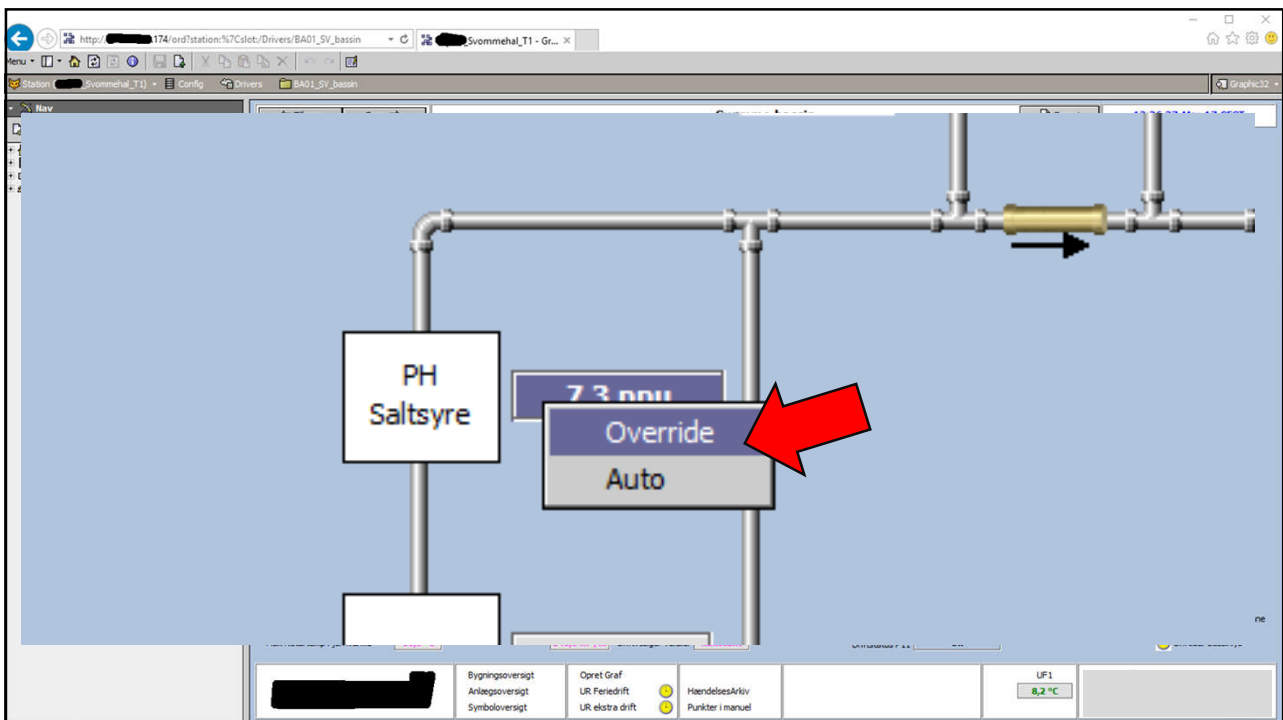 http:/ .174/ord?station:%7Cslot:/Drivers/BA01_SV_bassin
_Svommehal_T1 - Gr...
Menu
Station ( _Svommehal_T1)
Config
Drivers
BA01_SV_bassin
Graphic32
Nav
PH
Saltsyre
7.3 ppu
Override
Auto
ne
Bygningsoversigt
Anlægsoversigt
Symboloversigt
Opret Graf
UR Feriedrift
UR ekstra drift
HændelsesArkiv
Punkter i manuel
UF1
8,2 °C